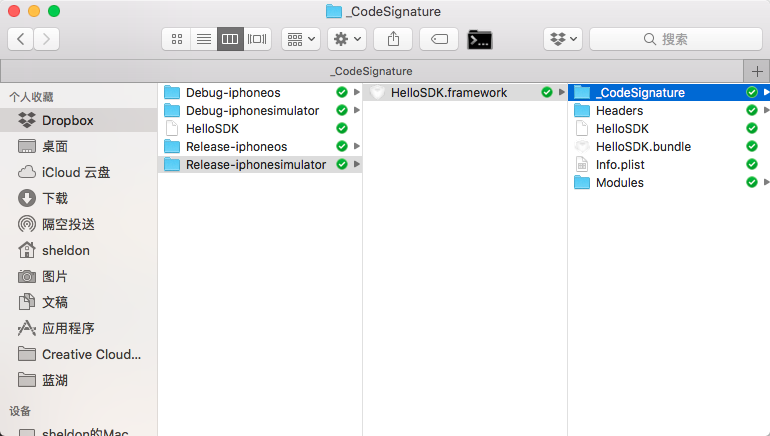 _CodeSignature
搜索
_CodeSignature
个人收藏
Dropbox
桌面
iCloud 云盘
下载
隔空投送
sheldon
图片
文稿
应用程序
Creative Cloud...
蓝湖
设备
sheldon的Mac
Debug-iphoneos
Debug-iphonesimulator
HelloSDK
Release-iphoneos
Release-iphonesimulator
HelloSDK.framework
_CodeSignature
Headers
HelloSDK
HelloSDK.bundle
Info.plist
Modules